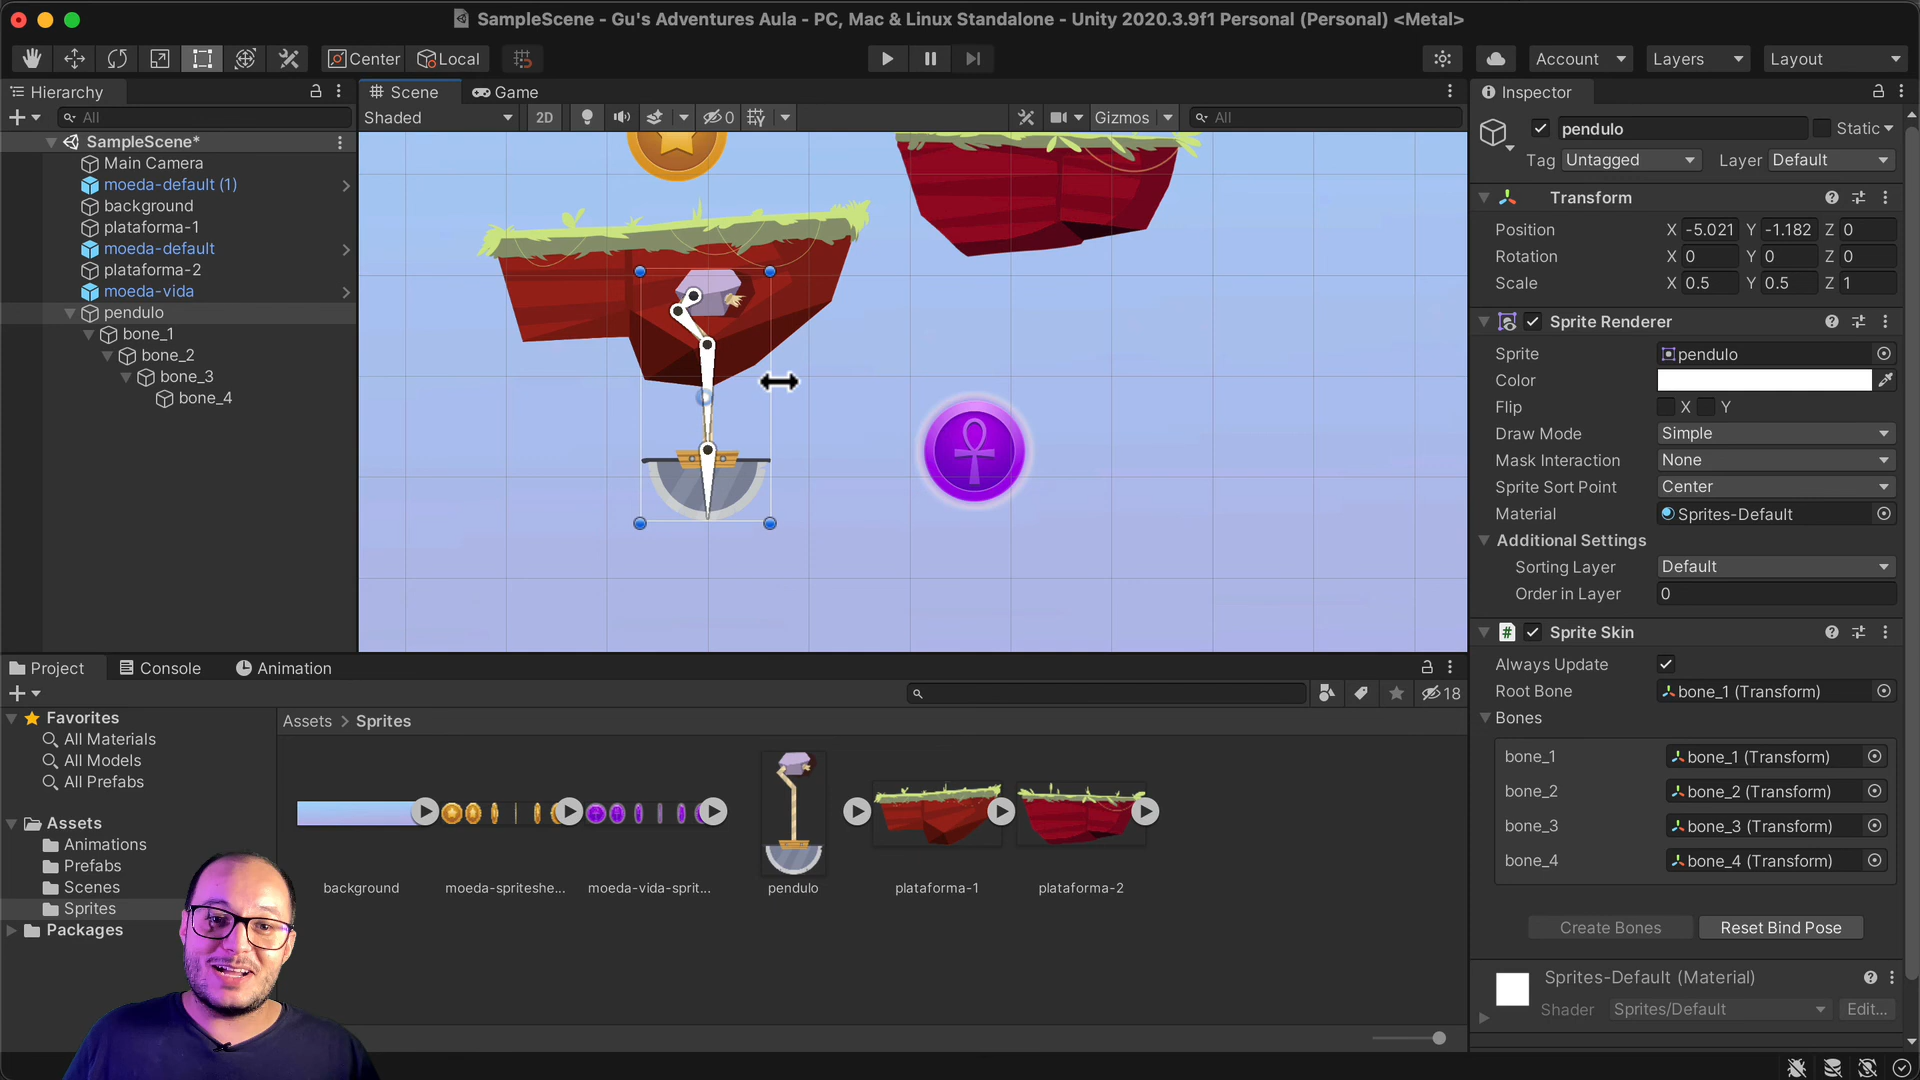 SampleScene - Gu's Adventures Aula - PC, Mac & Linux Standalone - Unity 2020.3.9f1 Personal (Personal) <Metal>
Center
Local
Account
Layers
Layout
Hierarchy
Scene
Game
Inspector
All
Shaded
2D
0
Gizmos
All
pendulo
Static
Tag
Untagged
Layer
Default
SampleScene*
Main Camera
moeda-default (1)
background
plataforma-1
moeda-default
plataforma-2
moeda-vida
pendulo
bone_1
bone_2
bone_3
bone_4
Transform
Position
X
-5.021
Y
-1.182
Z
0
Rotation
X
0
Y
0
Z
0
Scale
X
0.5
Y
0.5
Z
1
Sprite Renderer
Sprite
pendulo
Color
Flip
X
Y
Draw Mode
Simple
Mask Interaction
None
Sprite Sort Point
Center
Material
Sprites-Default
Additional Settings
Sorting Layer
Default
Order in Layer
0
Sprite Skin
Always Update
Root Bone
bone_1 (Transform)
Bones
bone_1
bone_1 (Transform)
bone_2
bone_2 (Transform)
bone_3
bone_3 (Transform)
bone_4
bone_4 (Transform)
Create Bones
Reset Bind Pose
Sprites-Default (Material)
Shader
Sprites/Default
Edit...
Project
Console
Animation
18
Favorites
All Materials
All Models
All Prefabs
Assets
Animations
Prefabs
Scenes
Sprites
Packages
Assets > Sprites
background
moeda-spriteshe...
moeda-vida-sprit...
pendulo
plataforma-1
plataforma-2